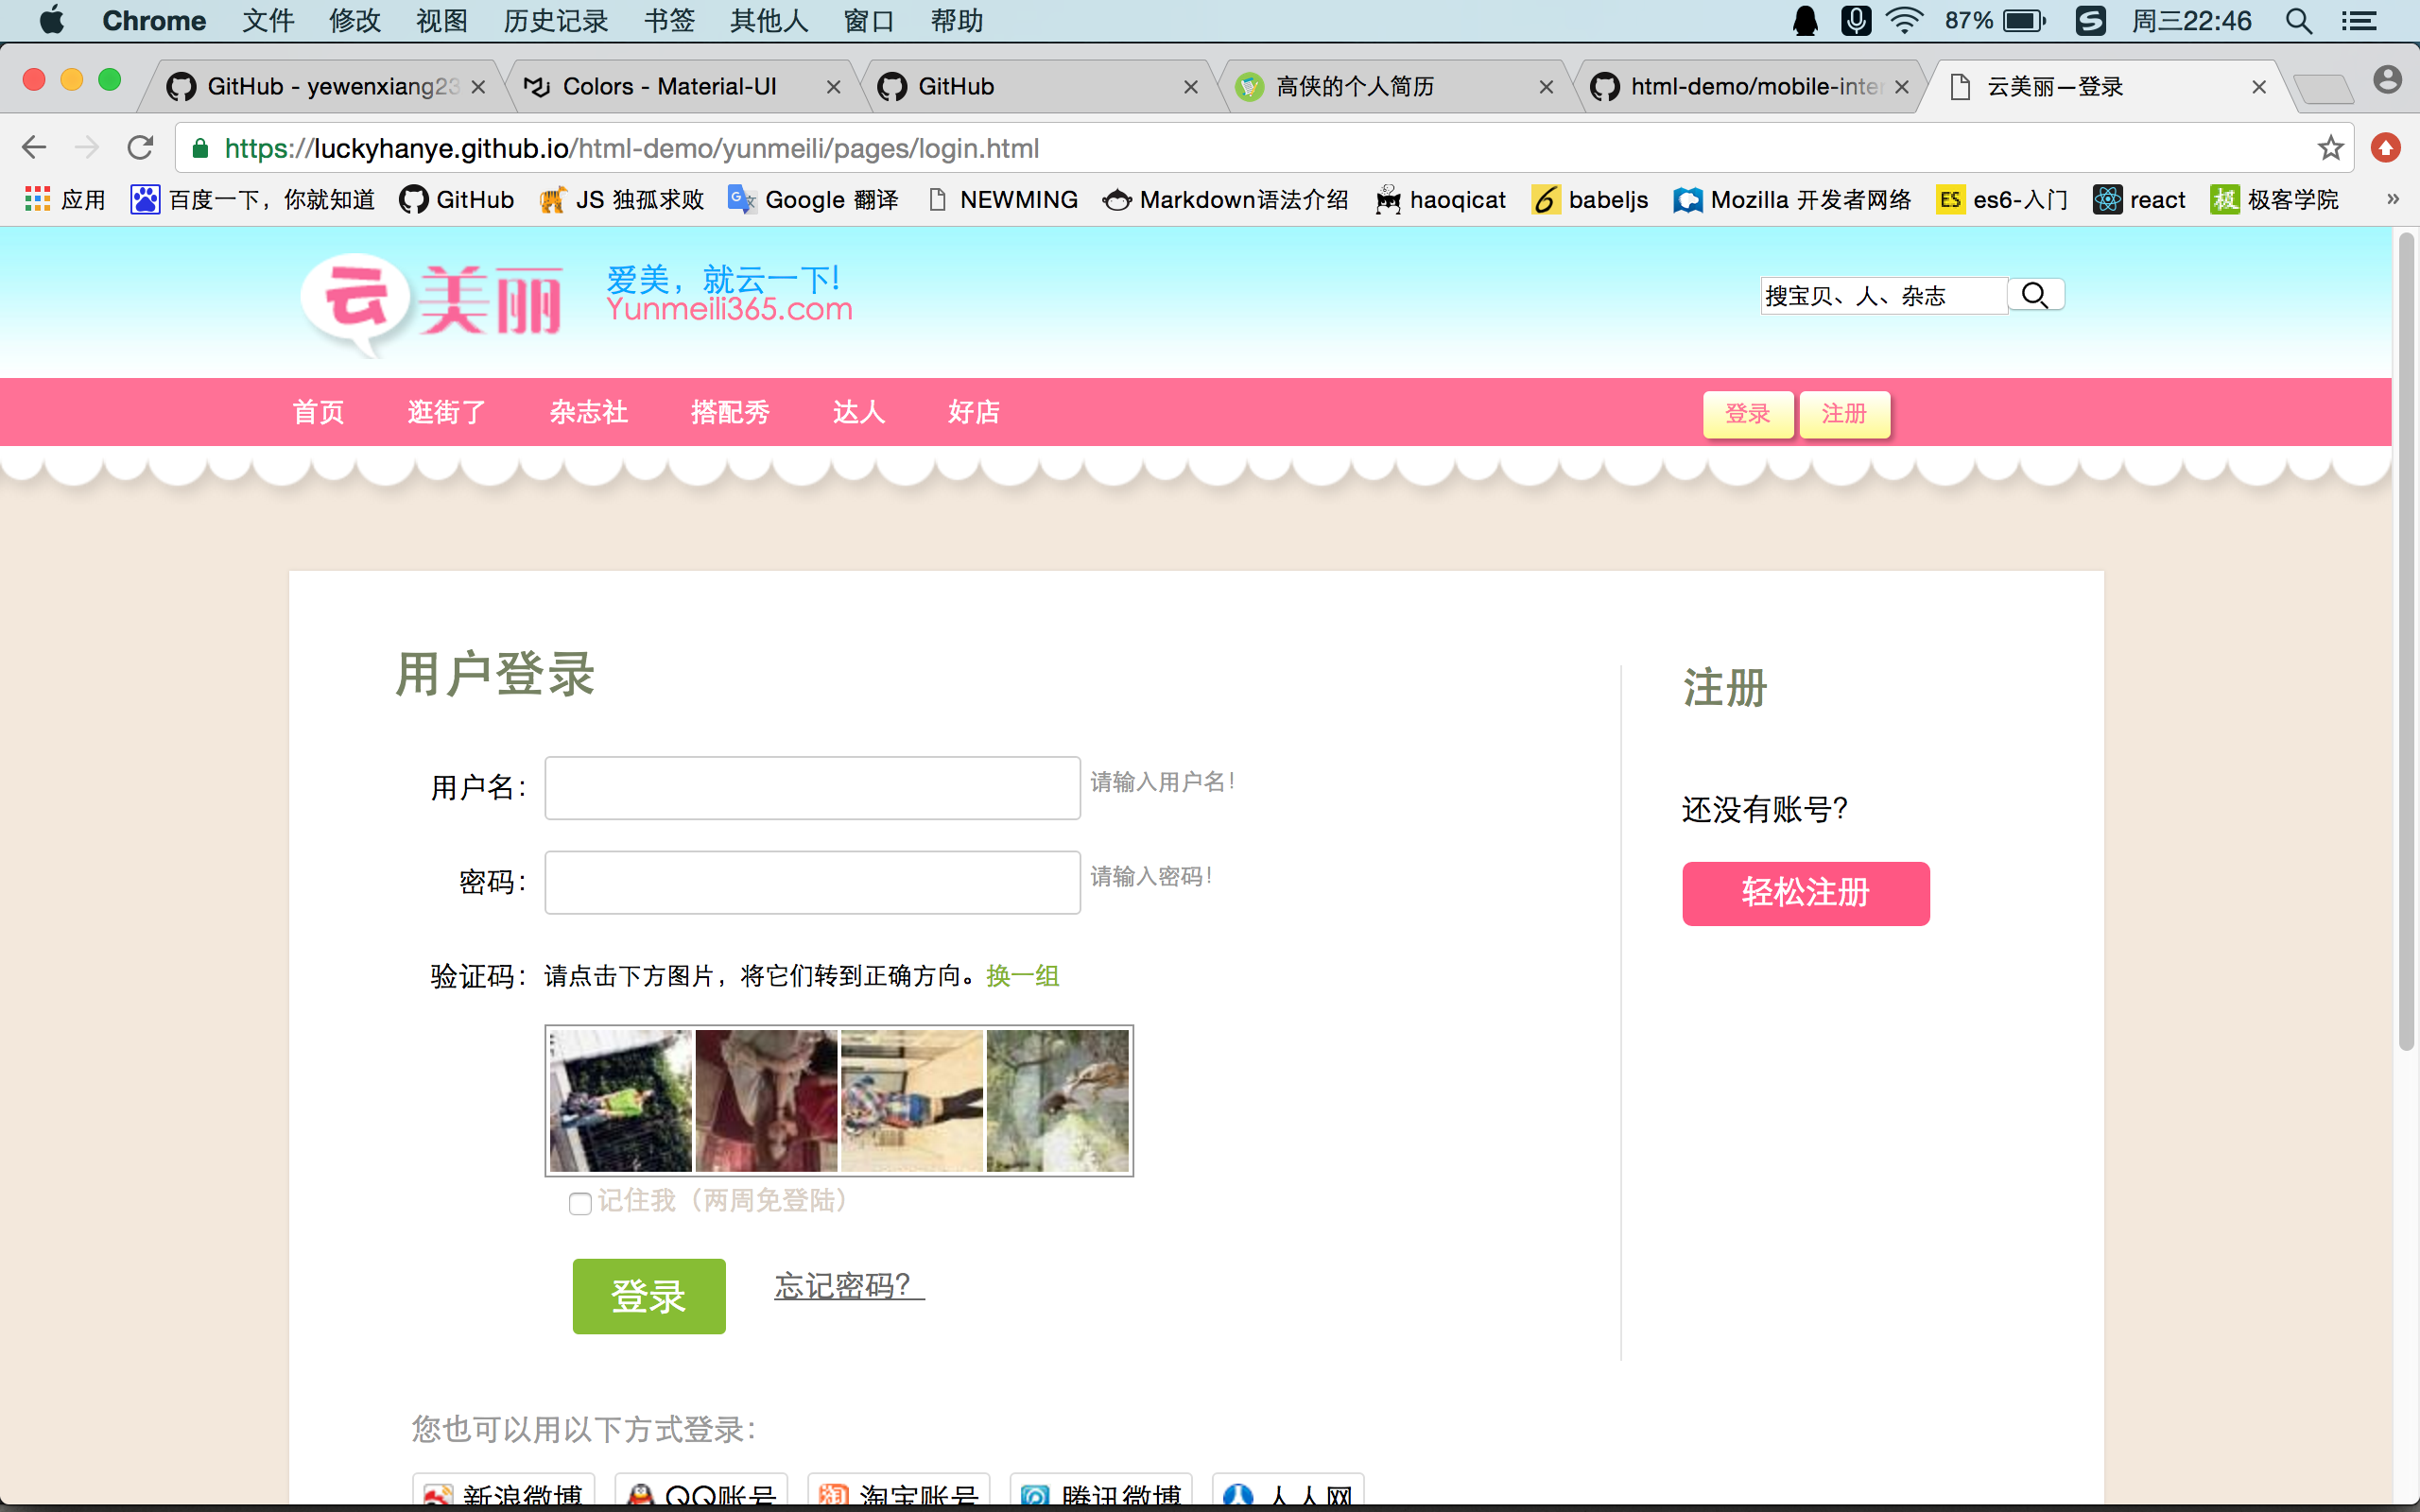 Chrome 文件 修改 视图 历史记录 书签 其他人 窗口 帮助 87% 周三22:46
GitHub - yewenxiang23 Colors - Material-UI GitHub 高侠的个人简历 html-demo/mobile-inter 云美丽—登录
https://luckyhanye.github.io/html-demo/yunmeili/pages/login.html
应用 百度一下，你就知道 GitHub JS 独孤求败 Google 翻译 NEWMING Markdown语法介绍 haoqicat babeljs Mozilla 开发者网络 ES es6-入门 react 极 极客学院 »
云美丽 爱美，就云一下!
Yunmeili365.com
搜宝贝、人、杂志
首页 逛街了 杂志社 搭配秀 达人 好店 登录 注册
用户登录
用户名： 请输入用户名！
密码： 请输入密码！
验证码： 请点击下方图片，将它们转到正确方向。换一组
记住我（两周免登陆）
登录 忘记密码？
注册
还没有账号？
轻松注册
您也可以用以下方式登录：
新浪微博 QQ账号 淘宝账号 腾讯微博 人人网